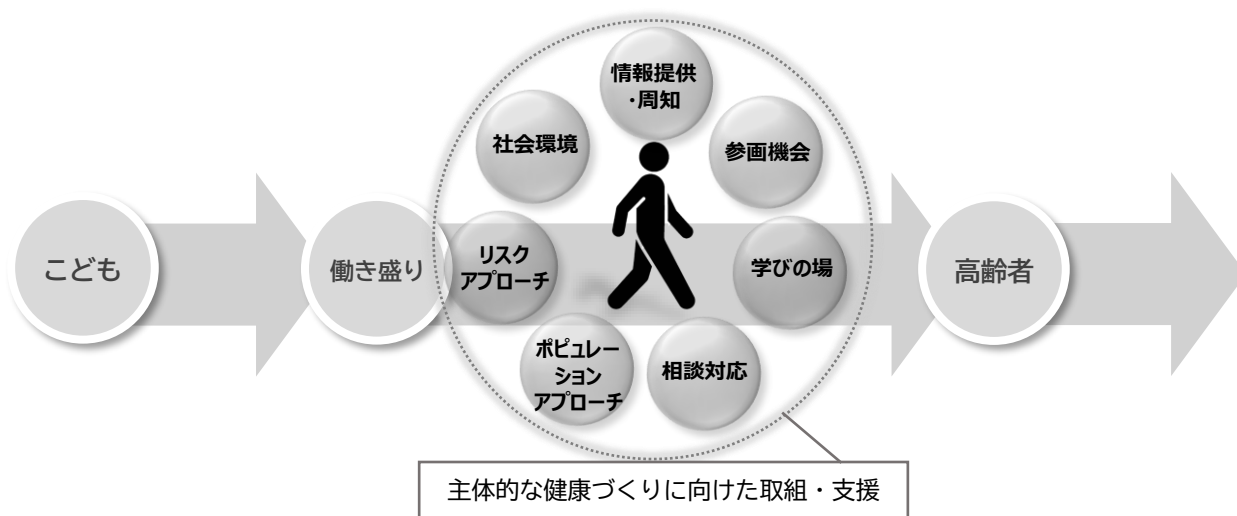 情報提供
・周知
社会環境
参画機会
こども
働き盛り
リスク
アプローチ
学びの場
高齢者
ポピュレー
ション
アプローチ
相談対応
主体的な健康づくりに向けた取組・支援